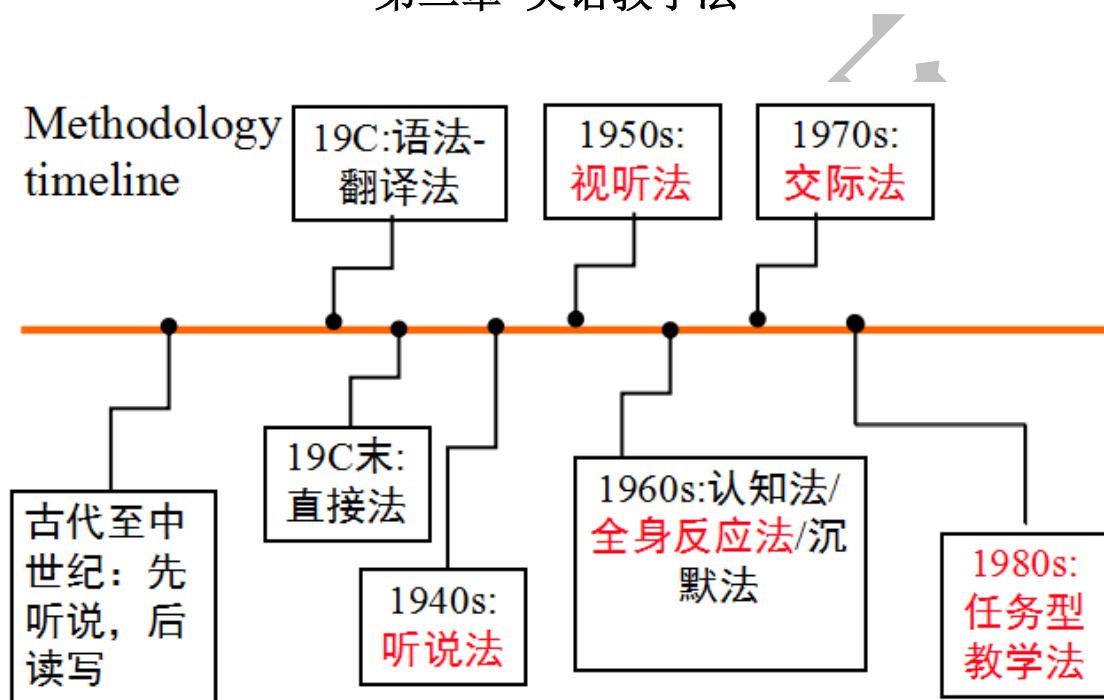 Methodology
timeline
19C:语法-
翻译法
1950s:
视听法
1970s:
交际法
古代至中
世纪：先
听说，后
读写
19C末:
直接法
1940s:
听说法
1960s:认知法/
全身反应法/沉
默法
1980s:
任务型
教学法